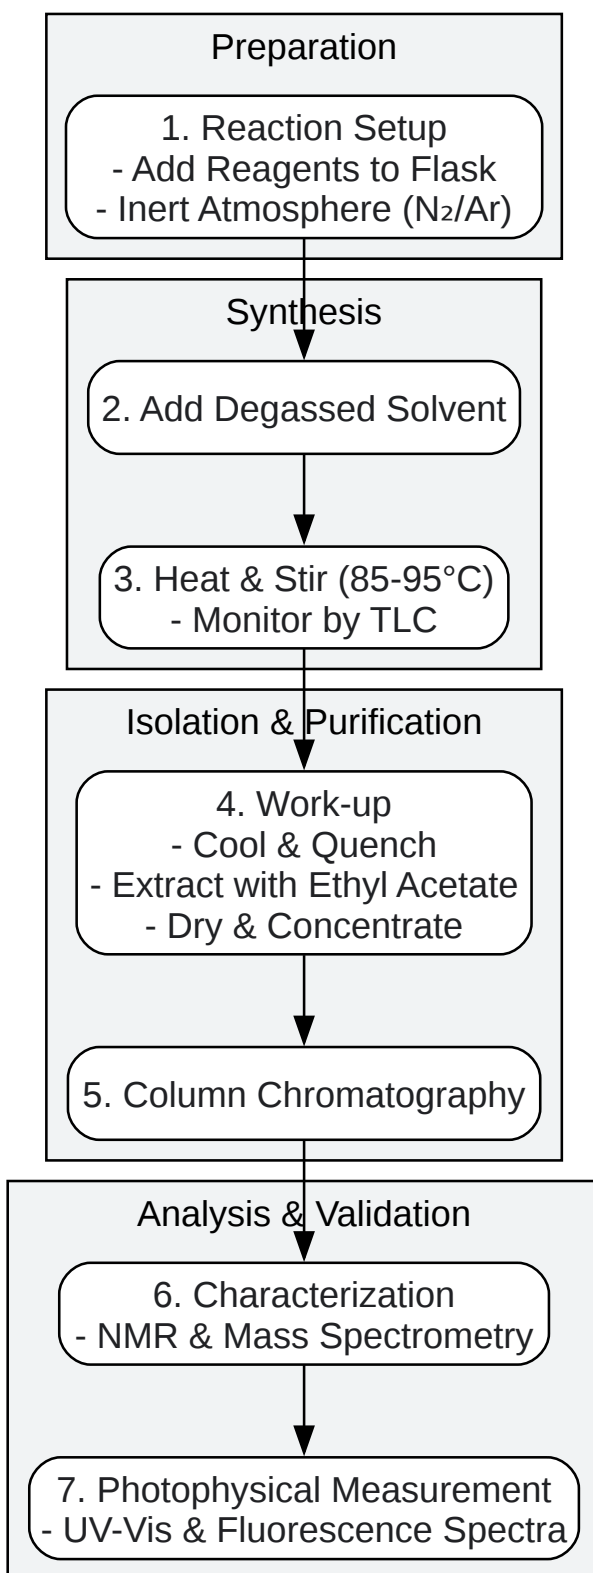 Preparation
1. Reaction Setup
- Add Reagents to Flask
- Inert Atmosphere (N₂/Ar)
Synthesis
2. Add Degassed Solvent
3. Heat & Stir (85-95°C)
- Monitor by TLC
Isolation & Purification
4. Work-up
- Cool & Quench
- Extract with Ethyl Acetate
- Dry & Concentrate
5. Column Chromatography
Analysis & Validation
6. Characterization
- NMR & Mass Spectrometry
7. Photophysical Measurement
- UV-Vis & Fluorescence Spectra